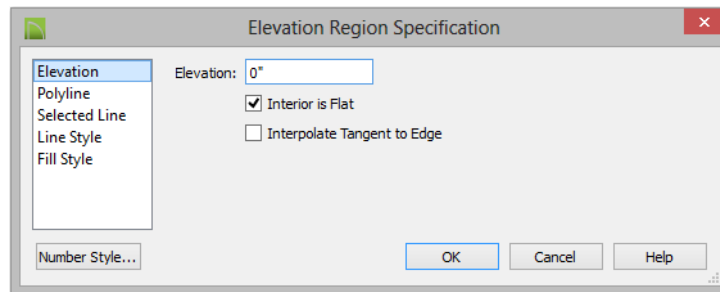 Elevation Region Specification
Elevation
Polyline
Selected Line
Line Style
Fill Style
Elevation: 0"
Interior is Flat
Interpolate Tangent to Edge
Number Style...
OK Cancel Help